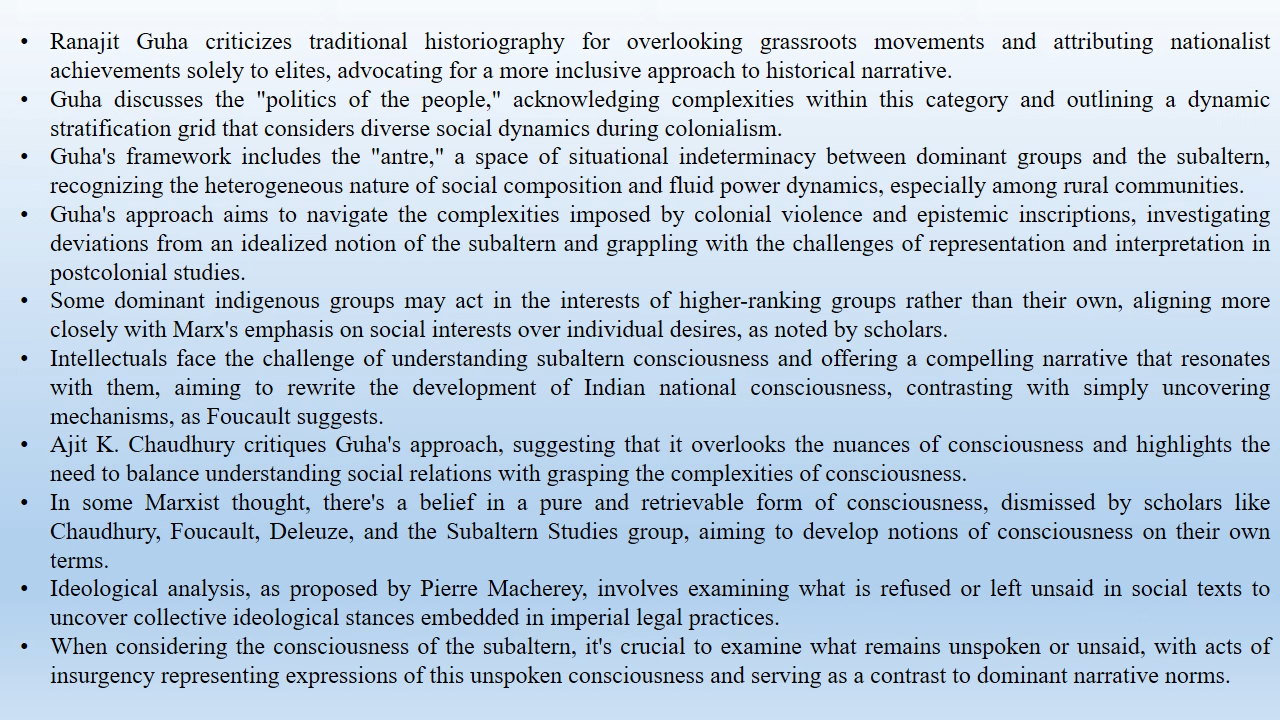 • Ranajit Guha criticizes traditional historiography for overlooking grassroots movements and attributing nationalist
achievements solely to elites, advocating for a more inclusive approach to historical narrative.
• Guha discusses the "politics of the people," acknowledging complexities within this category and outlining a dynamic
stratification grid that considers diverse social dynamics during colonialism.
• Guha's framework includes the "antre," a space of situational indeterminacy between dominant groups and the subaltern,
recognizing the heterogeneous nature of social composition and fluid power dynamics, especially among rural communities.
• Guha's approach aims to navigate the complexities imposed by colonial violence and epistemic inscriptions, investigating
deviations from an idealized notion of the subaltern and grappling with the challenges of representation and interpretation in
postcolonial studies.
• Some dominant indigenous groups may act in the interests of higher-ranking groups rather than their own, aligning more
closely with Marx's emphasis on social interests over individual desires, as noted by scholars.
• Intellectuals face the challenge of understanding subaltern consciousness and offering a compelling narrative that resonates
with them, aiming to rewrite the development of Indian national consciousness, contrasting with simply uncovering
mechanisms, as Foucault suggests.
• Ajit K. Chaudhury critiques Guha's approach, suggesting that it overlooks the nuances of consciousness and highlights the
need to balance understanding social relations with grasping the complexities of consciousness.
• In some Marxist thought, there's a belief in a pure and retrievable form of consciousness, dismissed by scholars like
Chaudhury, Foucault, Deleuze, and the Subaltern Studies group, aiming to develop notions of consciousness on their own
terms.
• Ideological analysis, as proposed by Pierre Macherey, involves examining what is refused or left unsaid in social texts to
uncover collective ideological stances embedded in imperial legal practices.
• When considering the consciousness of the subaltern, it's crucial to examine what remains unspoken or unsaid, with acts of
insurgency representing expressions of this unspoken consciousness and serving as a contrast to dominant narrative norms.